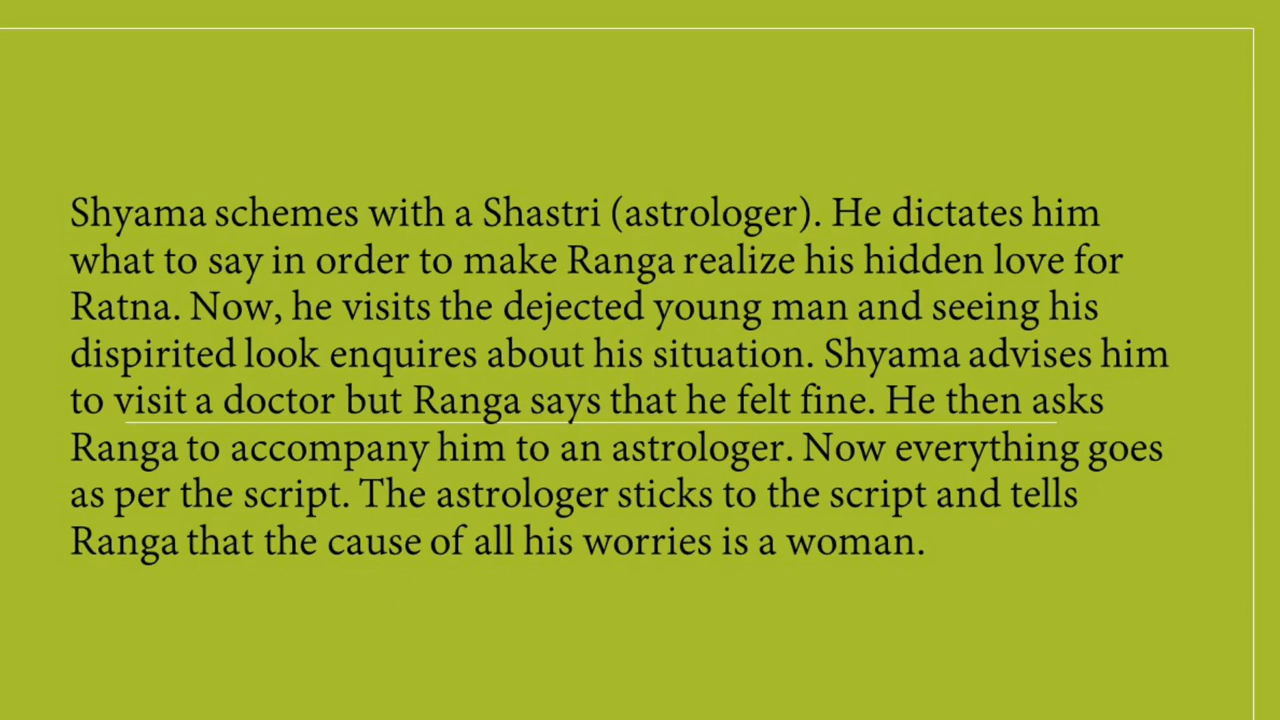 Shyama schemes with a Shastri (astrologer). He dictates him
what to say in order to make Ranga realize his hidden love for
Ratna. Now, he visits the dejected young man and seeing his
dispirited look enquires about his situation. Shyama advises him
to visit a doctor but Ranga says that he felt fine. He then asks
Ranga to accompany him to an astrologer. Now everything goes
as per the script. The astrologer sticks to the script and tells
Ranga that the cause of all his worries is a woman.